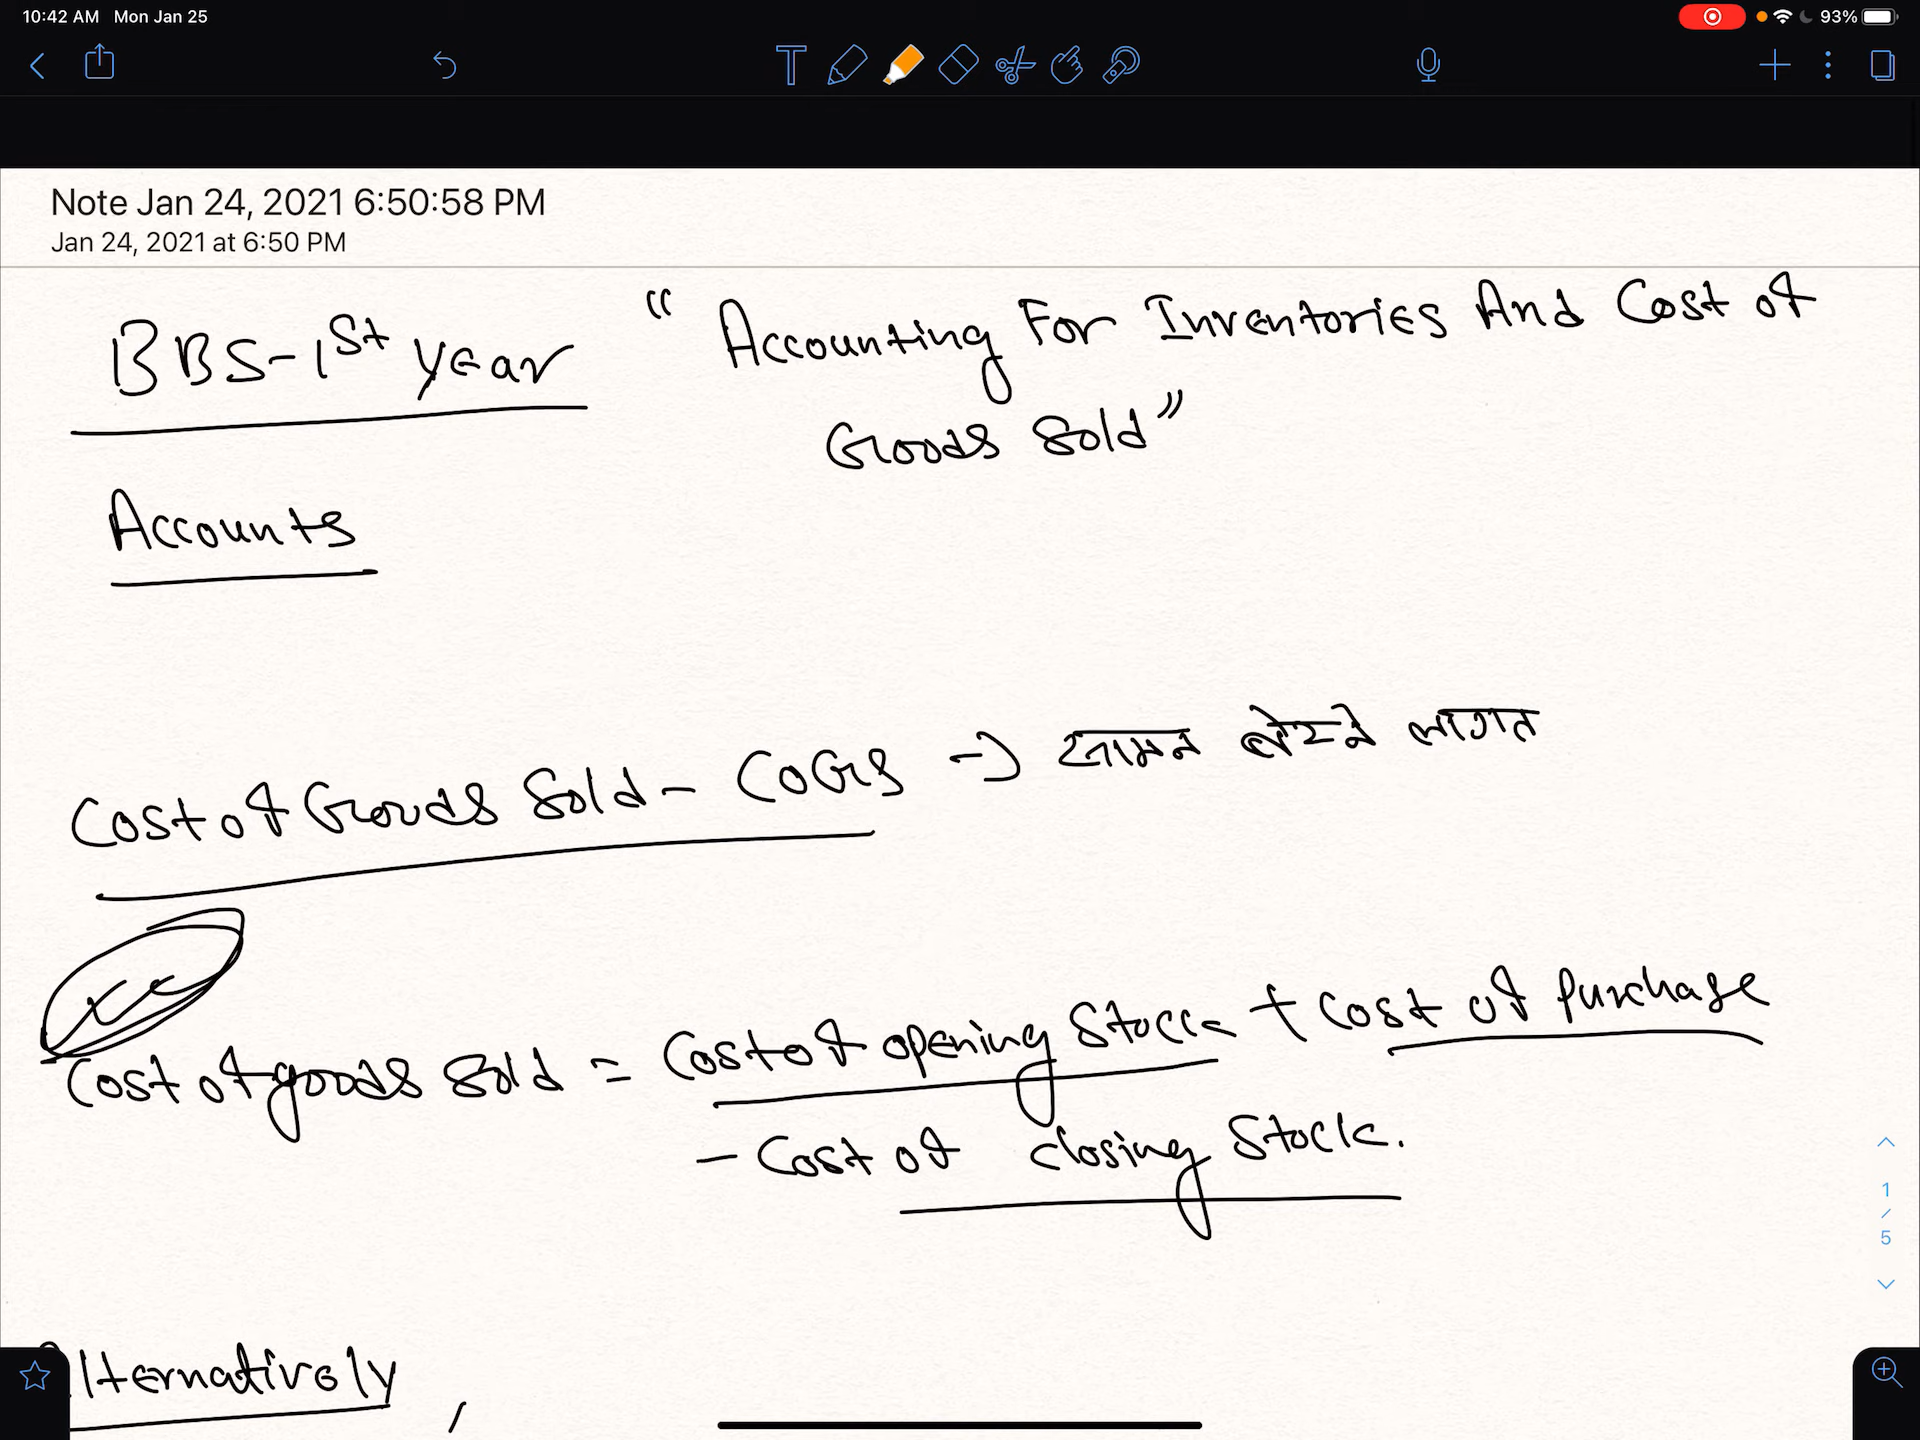 10:42 AM Mon Jan 25
93%
Note Jan 24, 2021 6:50:58 PM
Jan 24, 2021 at 6:50 PM
BBS-1st year
"Accounting For Inventories And Cost of
Goods Sold"
Accounts
Cost of Goods Sold - COGS → सामान बेच्ने लागत
Cost of goods sold = Cost of opening Stock + Cost of Purchase
- Cost of closing Stock.
1
/
5
Alternatively,